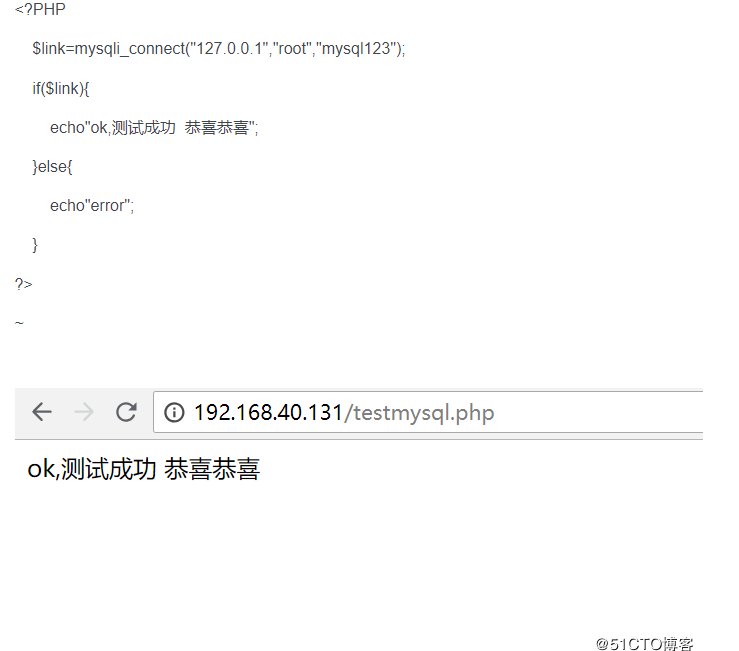 <?PHP
$link=mysqli_connect("127.0.0.1","root","mysql123");
if($link){
echo"ok,测试成功  恭喜恭喜";
}else{
echo"error";
}
?>
~
192.168.40.131/testmysql.php
ok,测试成功 恭喜恭喜
@51CTO博客